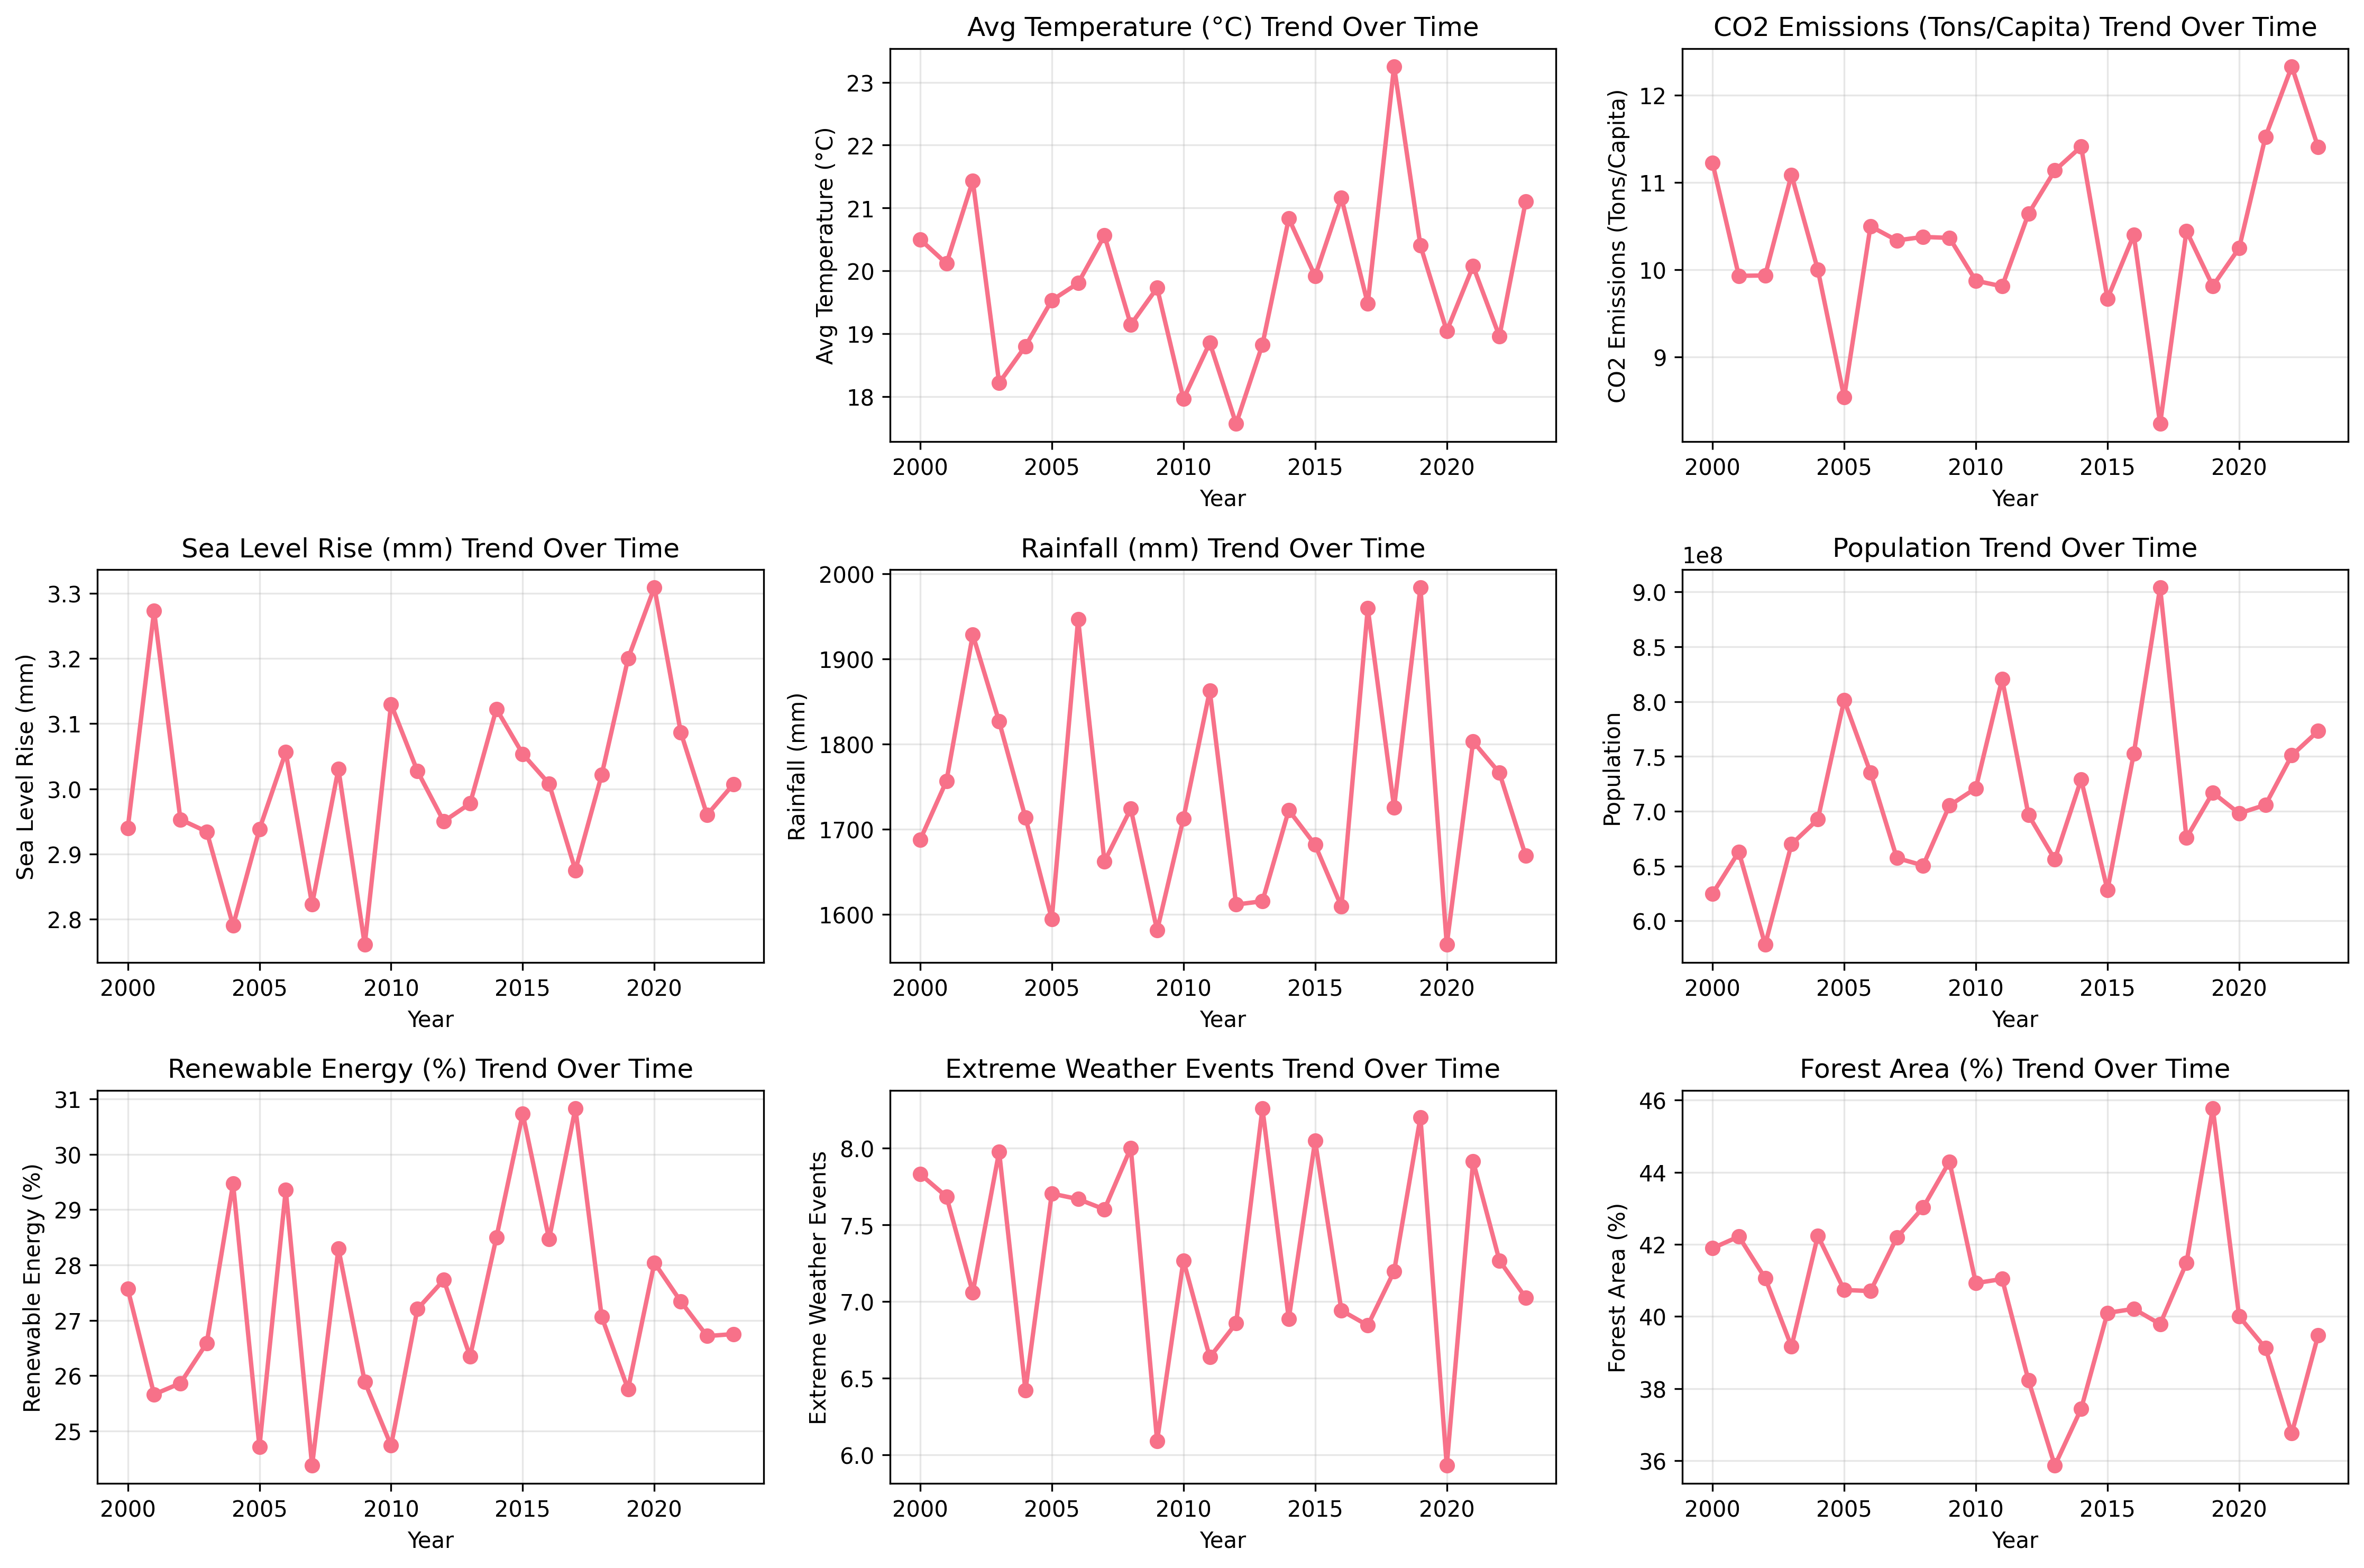 Avg Temperature (°C) Trend Over Time
Avg Temperature (°C)
23
22
21
20
19
18
2000 2005 2010 2015 2020
Year
CO2 Emissions (Tons/Capita) Trend Over Time
CO2 Emissions (Tons/Capita)
12
11
10
9
2000 2005 2010 2015 2020
Year
Sea Level Rise (mm) Trend Over Time
Sea Level Rise (mm)
3.3
3.2
3.1
3.0
2.9
2.8
2000 2005 2010 2015 2020
Year
Rainfall (mm) Trend Over Time
Rainfall (mm)
2000
1900
1800
1700
1600
2000 2005 2010 2015 2020
Year
Population Trend Over Time
1e8
Population
9.0
8.5
8.0
7.5
7.0
6.5
6.0
2000 2005 2010 2015 2020
Year
Renewable Energy (%) Trend Over Time
Renewable Energy (%)
31
30
29
28
27
26
25
2000 2005 2010 2015 2020
Year
Extreme Weather Events Trend Over Time
Extreme Weather Events
8.0
7.5
7.0
6.5
6.0
2000 2005 2010 2015 2020
Year
Forest Area (%) Trend Over Time
Forest Area (%)
46
44
42
40
38
36
2000 2005 2010 2015 2020
Year